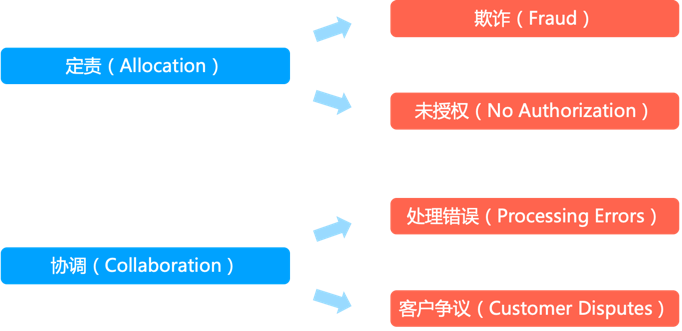 欺诈（Fraud）
定责（Allocation）
未授权（No Authorization）
处理错误（Processing Errors）
协调（Collaboration）
客户争议（Customer Disputes）